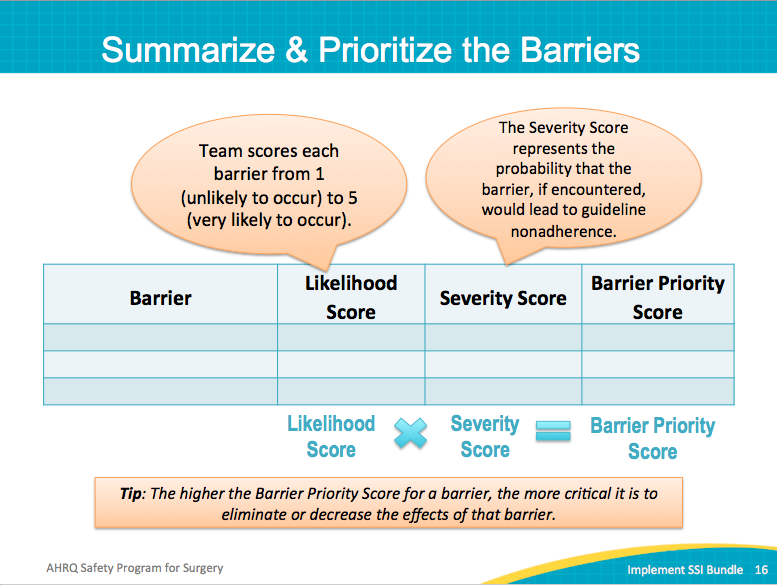 Summarize & Prioritize the Barriers
Team scores each
barrier from 1
(unlikely to occur) to 5
(very likely to occur).
The Severity Score
represents the
probability that the
barrier, if encountered,
would lead to guideline
nonadherence.
Barrier
Likelihood
Score
Severity Score
Barrier Priority
Score
Likelihood
Score
Severity
Score
Barrier Priority
Score
Tip: The higher the Barrier Priority Score for a barrier, the more critical it is to
eliminate or decrease the effects of that barrier.
AHRQ Safety Program for Surgery
Implement SSI Bundle 16